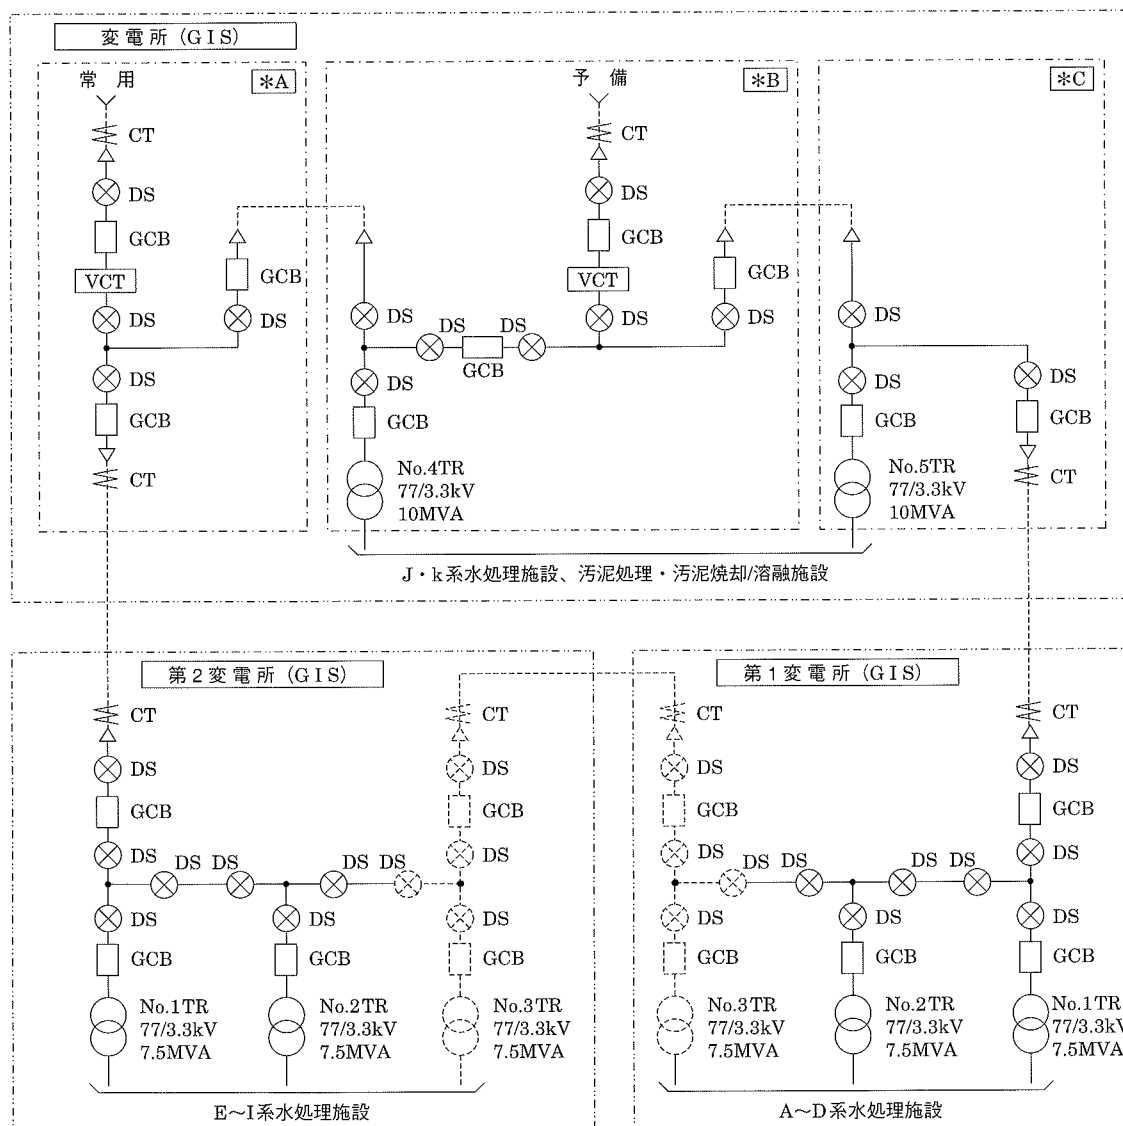 変電所(GIS)
常用
*A
CT
DS
GCB
VCT
DS
DS
GCB
CT
GCB
DS
予備
*B
CT
DS
GCB
VCT
DS
GCB
DS
DS
DS
DS
GCB
DS
GCB
No.4TR
77/3.3kV
10MVA
*C
DS
DS
GCB
No.5TR
77/3.3kV
10MVA
DS
GCB
CT
J・k系水処理施設、汚泥処理・汚泥焼却/溶融施設
第2変電所(GIS)
CT
DS
GCB
DS
DS DS
DS DS
DS
GCB
No.1TR
77/3.3kV
7.5MVA
DS
GCB
No.2TR
77/3.3kV
7.5MVA
CT
DS
GCB
DS
DS
GCB
No.3TR
77/3.3kV
7.5MVA
E〜I系水処理施設
第1変電所(GIS)
CT
DS
GCB
DS
DS DS
DS DS
DS
GCB
No.3TR
77/3.3kV
7.5MVA
DS
GCB
No.2TR
77/3.3kV
7.5MVA
CT
DS
GCB
DS
DS
GCB
No.1TR
77/3.3kV
7.5MVA
A〜D系水処理施設